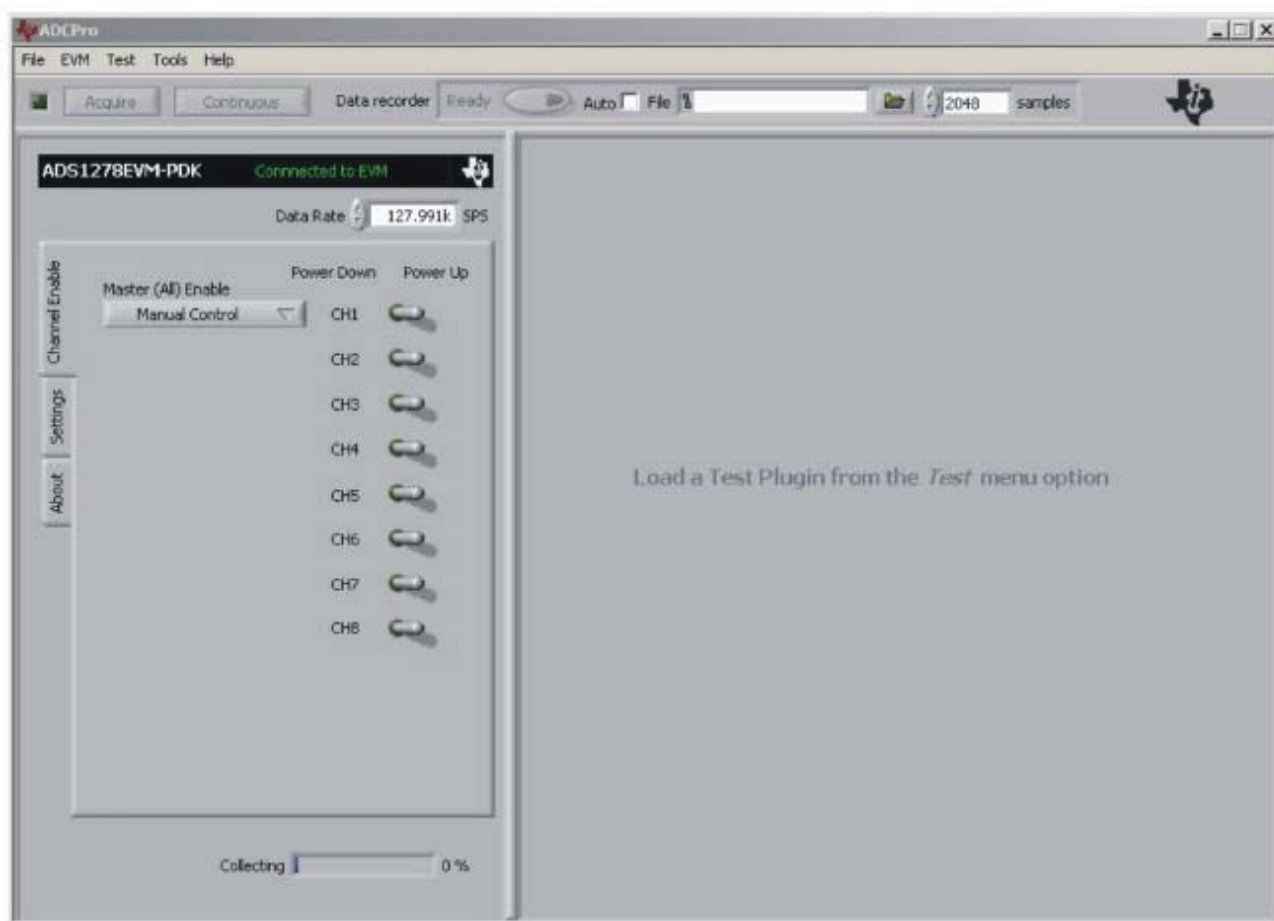 ADCPro
File EVM Test Tools Help
Acquire Continuous Data recorder Ready Auto File 2048 samples
ADS1278EVM-PDK Connnected to EVM
Data Rate 127.991k SPS
Channel Enable
Settings
About
Power Down Power Up
Master (All) Enable
Manual Control
CH1
CH2
CH3
CH4
CH5
CH6
CH7
CH8
Load a Test Plugin from the Test menu option
Collecting 0 %